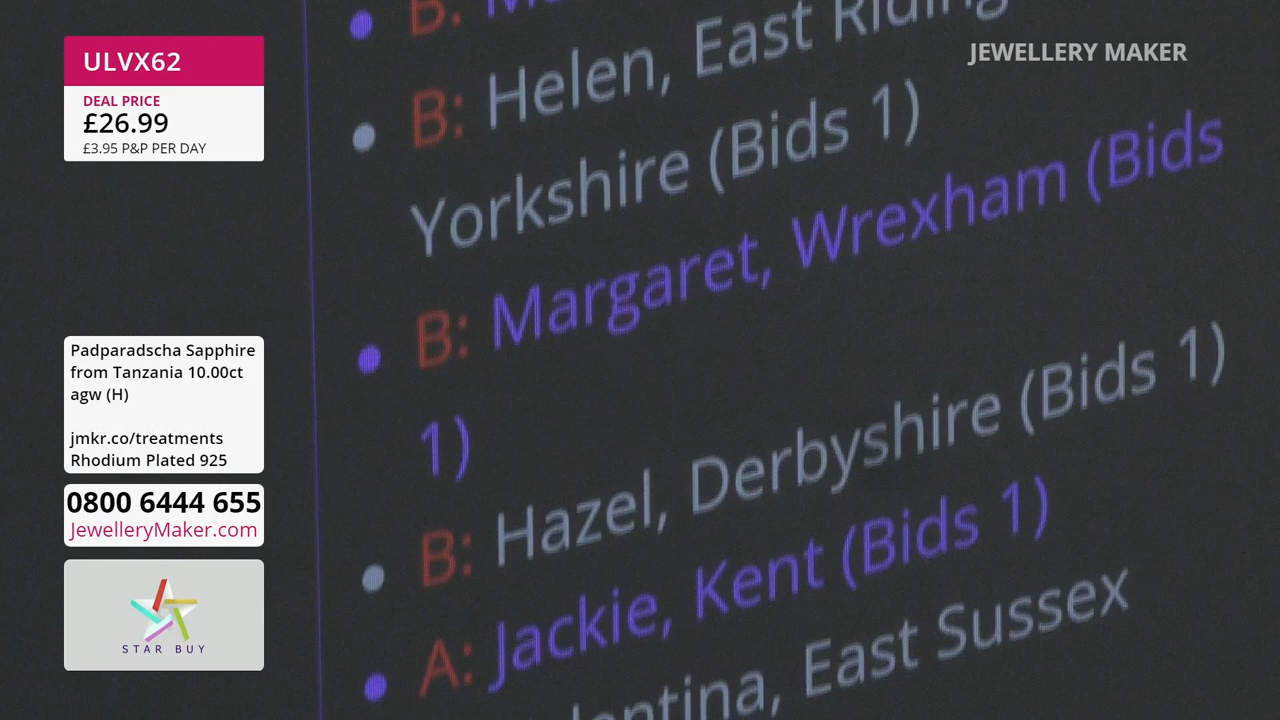 ULVX62
DEAL PRICE
£26.99
£3.95 P&P PER DAY
Padparadscha Sapphire
from Tanzania 10.00ct
agw (H)
jmkr.co/treatments
Rhodium Plated 925
0800 6444 655
JewelleryMaker.com
STAR BUY
JEWELLERY MAKER
B:
B: Helen, East Riding
Yorkshire (Bids 1)
B: Margaret, Wrexham (Bids
1)
B: Hazel, Derbyshire (Bids 1)
A: Jackie, Kent (Bids 1)
East Sussex